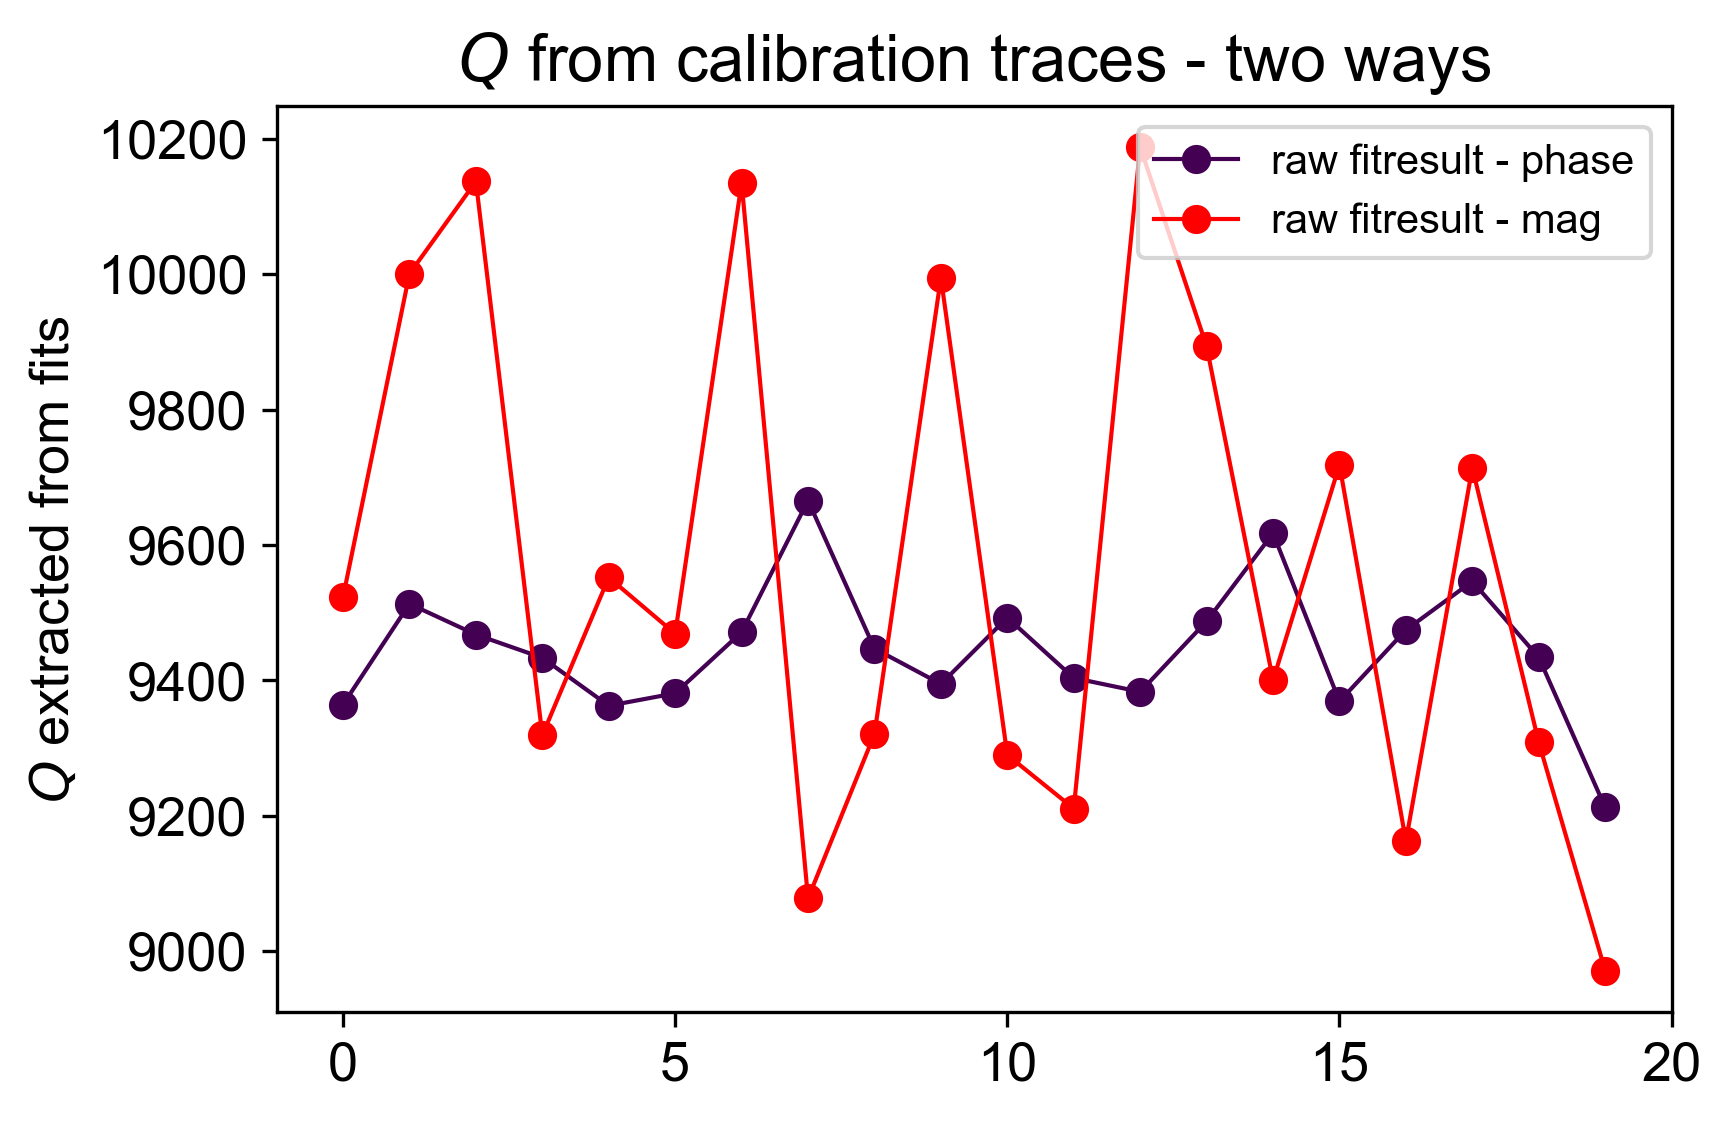 Q from calibration traces - two ways
10200
10000
9800
9600
9400
9200
9000
Q extracted from fits
raw fitresult - phase
raw fitresult - mag
0 5 10 15 20